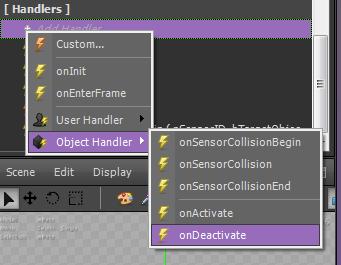 [ Handlers ]
Add Handler
Custom...
onInit
onEnterFrame
User Handler
Object Handler
onSensorCollisionBegin
onSensorCollision
onSensorCollisionEnd
onActivate
onDeactivate
Scene Edit Display